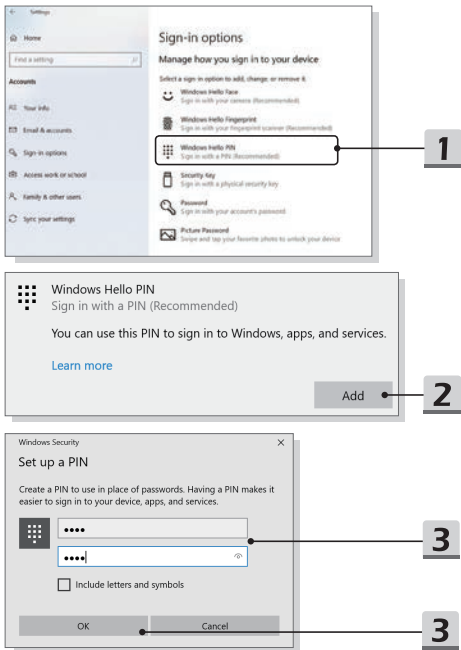 Settings
Home
Find a setting
Accounts
Your info
Email & accounts
Sign-in options
Access work or school
Family & other users
Sync your settings
Sign-in options
Manage how you sign in to your device
Select a sign-in option to add, change, or remove it.
Windows Hello Face
Sign in with your camera (Recommended)
Windows Hello Fingerprint
Sign in with your fingerprint scanner (Recommended)
Windows Hello PIN
Sign in with a PIN (Recommended)
Security Key
Sign in with a physical security key
Password
Sign in with your account's password
Picture Password
Swipe and tap your favorite photo to unlock your device
1
Windows Hello PIN
Sign in with a PIN (Recommended)
You can use this PIN to sign in to Windows, apps, and services.
Learn more
Add
2
Windows Security
Set up a PIN
Create a PIN to use in place of passwords. Having a PIN makes it
easier to sign in to your device, apps, and services.
••••
••••
3
Include letters and symbols
OK
Cancel
3